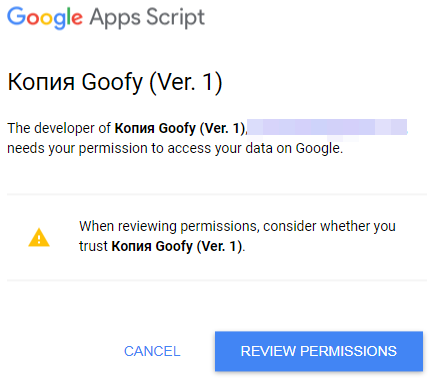 Google Apps Script
Копия Goofy (Ver. 1)
The developer of Копия Goofy (Ver. 1),
needs your permission to access your data on Google.
When reviewing permissions, consider whether you
trust Копия Goofy (Ver. 1).
CANCEL
REVIEW PERMISSIONS